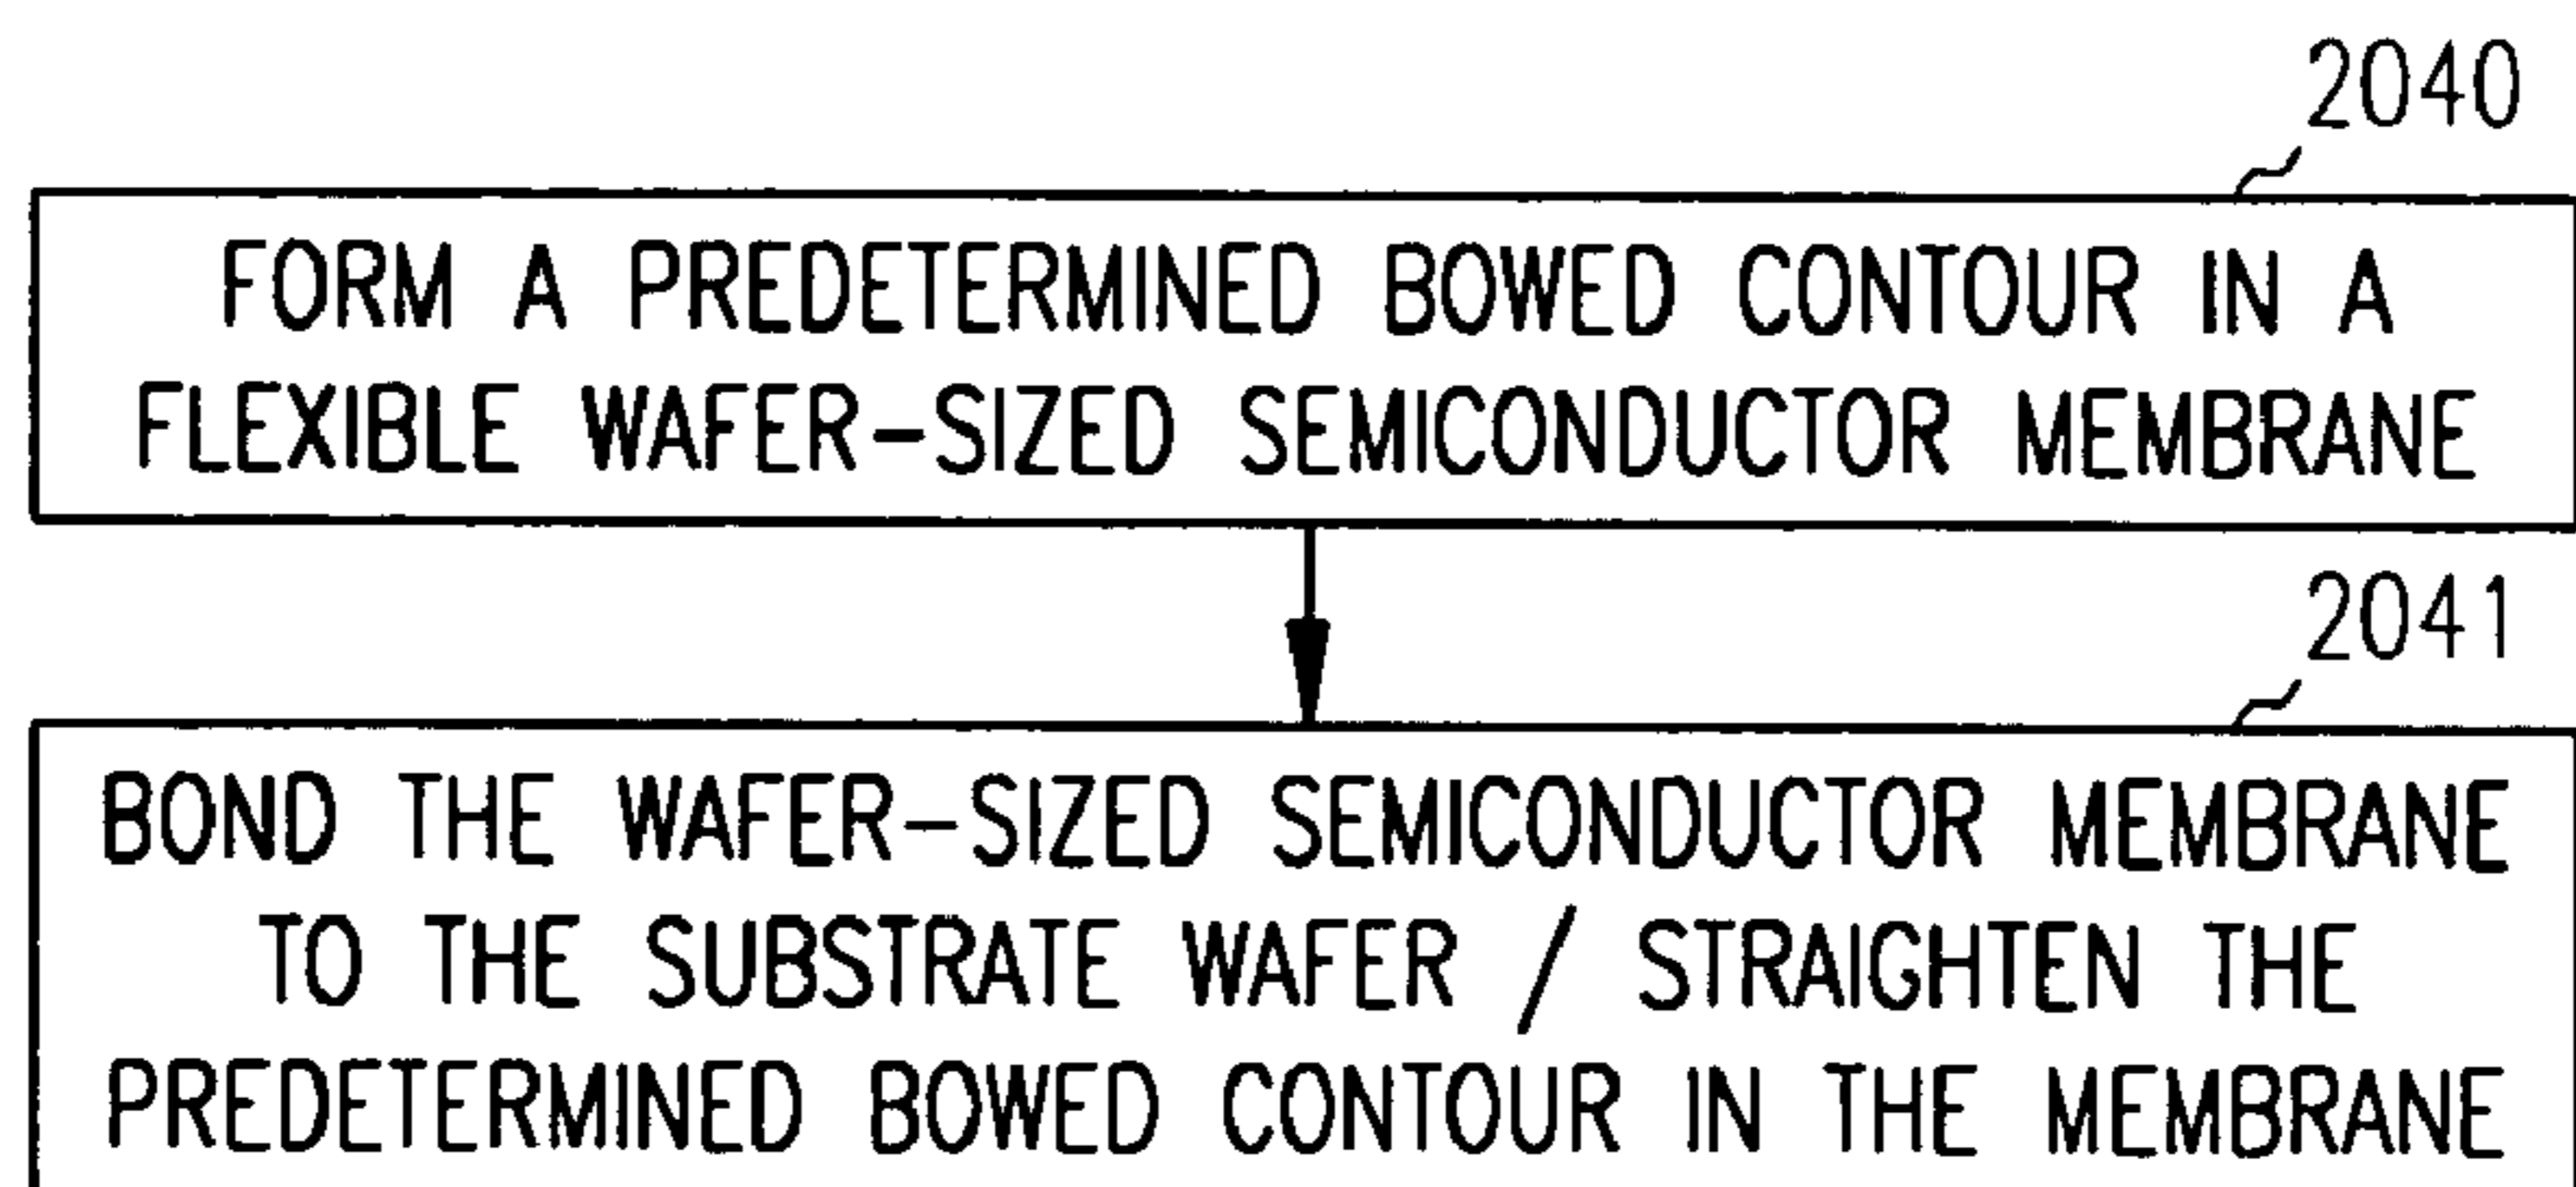 2040
FORM A PREDETERMINED BOWED CONTOUR IN A
FLEXIBLE WAFER-SIZED SEMICONDUCTOR MEMBRANE
2041
BOND THE WAFER-SIZED SEMICONDUCTOR MEMBRANE
TO THE SUBSTRATE WAFER / STRAIGHTEN THE
PREDETERMINED BOWED CONTOUR IN THE MEMBRANE